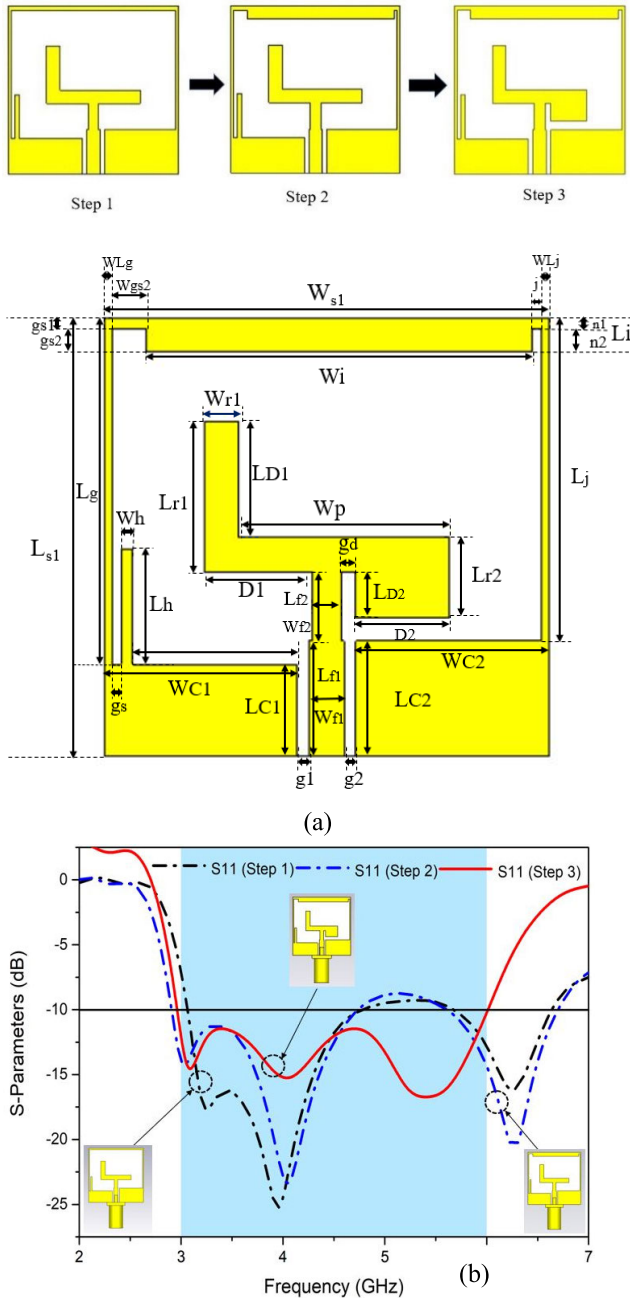 Step 1
Step 2
Step 3
WLg
WLj
Wgs2
Ws1
j
gs1
n1
Li
gs2
n2
Wi
Wr1
LD1
Lg
Lj
Lr1
Wp
Wh
gd
Ls1
Lr2
D1
Lf2
LD2
Lh
Wf2
D2
WC1
Lf1
WC2
gs
LC1
Wf1
LC2
g1
g2
(a)
0
-5
-10
-15
-20
-25
S-Parameters (dB)
S11 (Step 1)
S11 (Step 2)
S11 (Step 3)
2
3
4
5
6
7
Frequency (GHz)
(b)